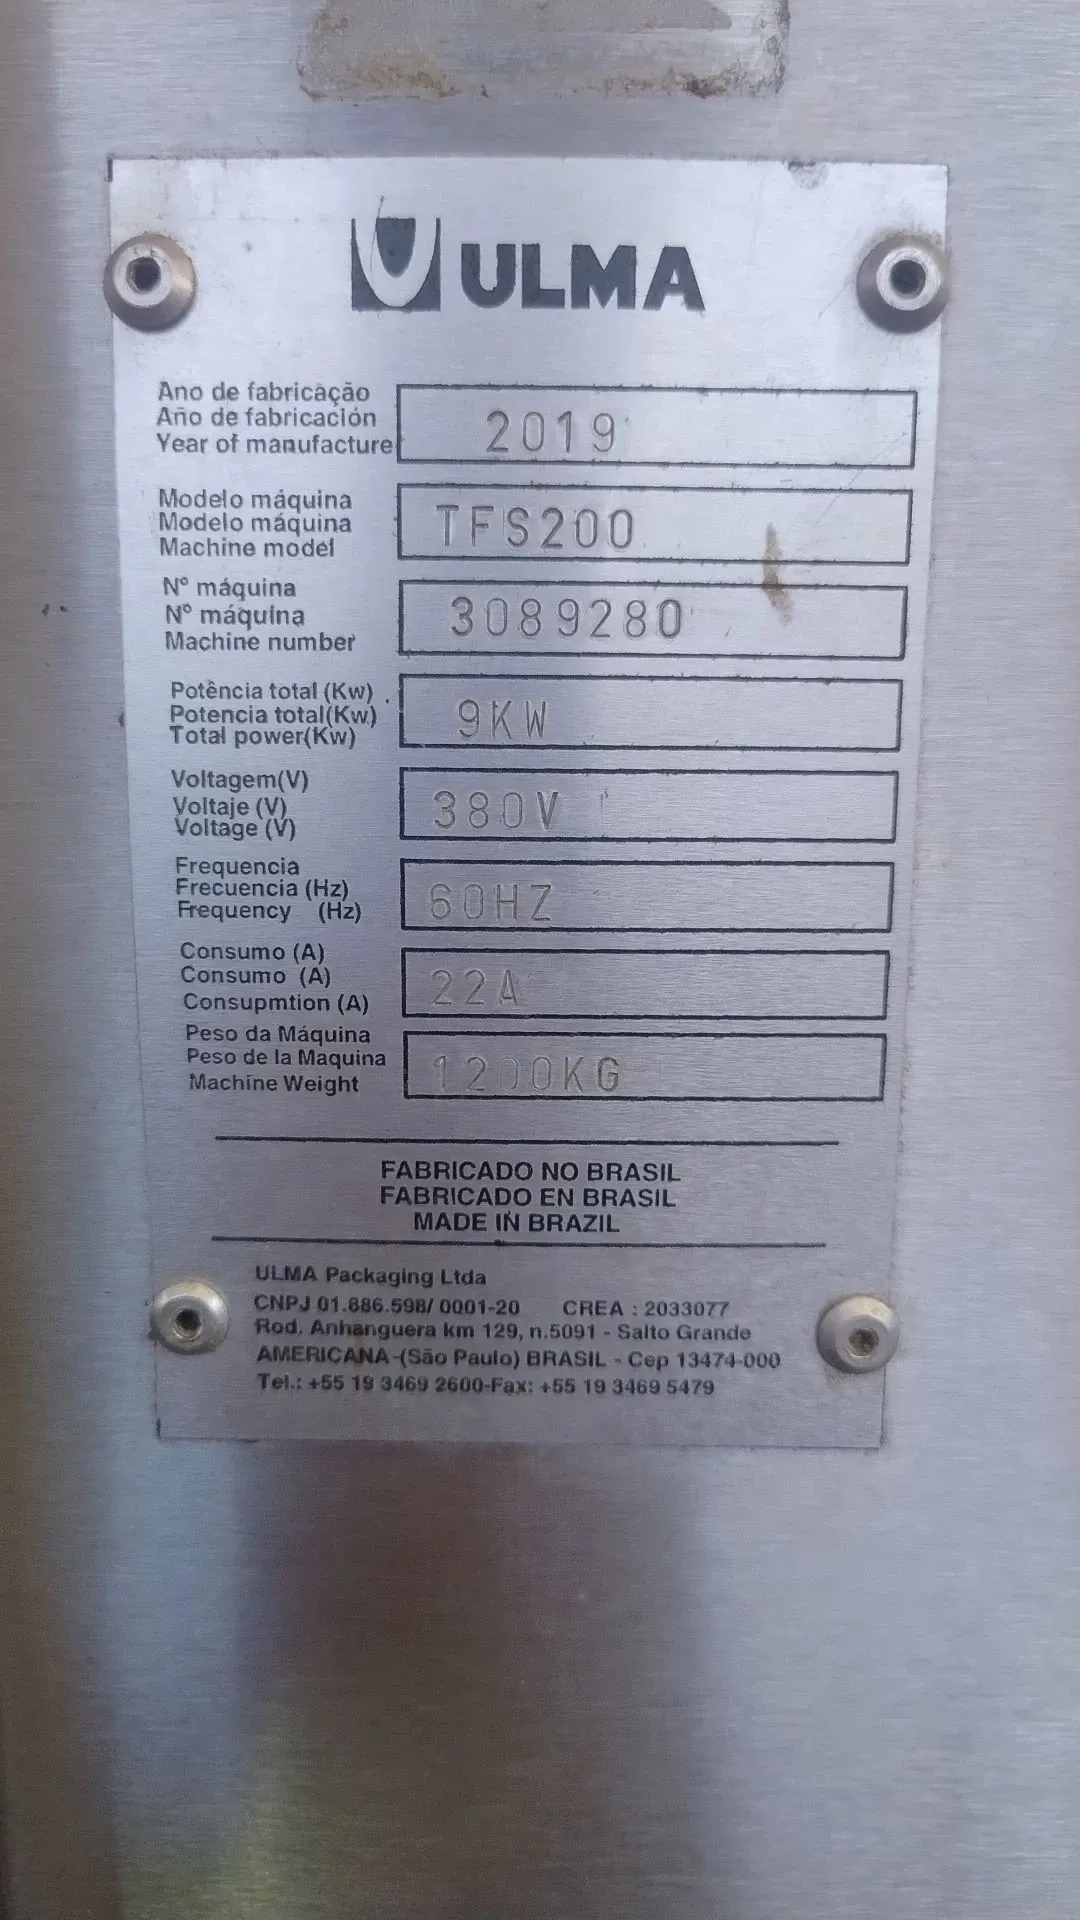 ULMA
Ano de fabricação
Año de fabricación
Year of manufacture
2019
Modelo máquina
Modelo máquina
Machine model
TFS200
Nº máquina
Nº máquina
Machine number
3089280
Potência total (Kw)
Potencia total(Kw)
Total power(Kw)
9KW
Voltagem(V)
Voltaje (V)
Voltage (V)
380V
Frequencia
Frecuencia (Hz)
Frequency (Hz)
60HZ
Consumo (A)
Consumo (A)
Consupmtion (A)
22A
Peso da Máquina
Peso de la Maquina
Machine Weight
1200KG
FABRICADO NO BRASIL
FABRICADO EN BRASIL
MADE IN BRAZIL
ULMA Packaging Ltda
CNPJ 01.886.598/ 0001-20 CREA : 2033077
Rod. Anhanguera km 129, n.5091 - Salto Grande
AMERICANA-(São Paulo) BRASIL - Cep 13474-000
Tel.: +55 19 3469 2600-Fax: +55 19 3469 5479